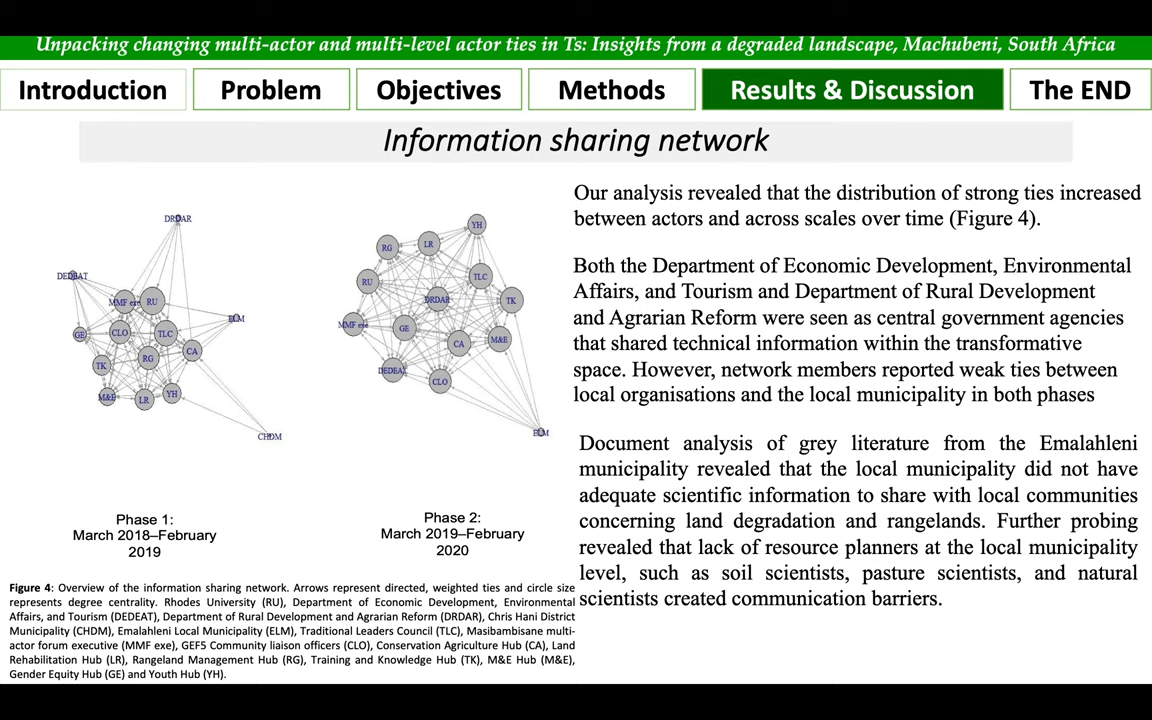 Unpacking changing multi-actor and multi-level actor ties in Ts: Insights from a degraded landscape, Machubeni, South Africa
Introduction
Problem
Objectives
Methods
Results & Discussion
The END
Information sharing network
DRDAR
DEDEAT
MMF exe
RU
ELM
GE
CLO
TLC
CA
RG
TK
M&E
LR
YH
CHDM
Phase 1:
March 2018–February
2019
YH
LR
RG
TLC
RU
DRDAR
TK
MMF exe
GE
M&E
CA
DEDEAT
CLO
ELM
Phase 2:
March 2019–February
2020
Figure 4: Overview of the information sharing network. Arrows represent directed, weighted ties and circle size
represents degree centrality. Rhodes University (RU), Department of Economic Development, Environmental
Affairs, and Tourism (DEDEAT), Department of Rural Development and Agrarian Reform (DRDAR), Chris Hani District
Municipality (CHDM), Emalahleni Local Municipality (ELM), Traditional Leaders Council (TLC), Masibambisane multi-
actor forum executive (MMF exe), GEF5 Community liaison officers (CLO), Conservation Agriculture Hub (CA), Land
Rehabilitation Hub (LR), Rangeland Management Hub (RG), Training and Knowledge Hub (TK), M&E Hub (M&E),
Gender Equity Hub (GE) and Youth Hub (YH).
Our analysis revealed that the distribution of strong ties increased
between actors and across scales over time (Figure 4).
Both the Department of Economic Development, Environmental
Affairs, and Tourism and Department of Rural Development
and Agrarian Reform were seen as central government agencies
that shared technical information within the transformative
space. However, network members reported weak ties between
local organisations and the local municipality in both phases
Document analysis of grey literature from the Emalahleni
municipality revealed that the local municipality did not have
adequate scientific information to share with local communities
concerning land degradation and rangelands. Further probing
revealed that lack of resource planners at the local municipality
level, such as soil scientists, pasture scientists, and natural
scientists created communication barriers.